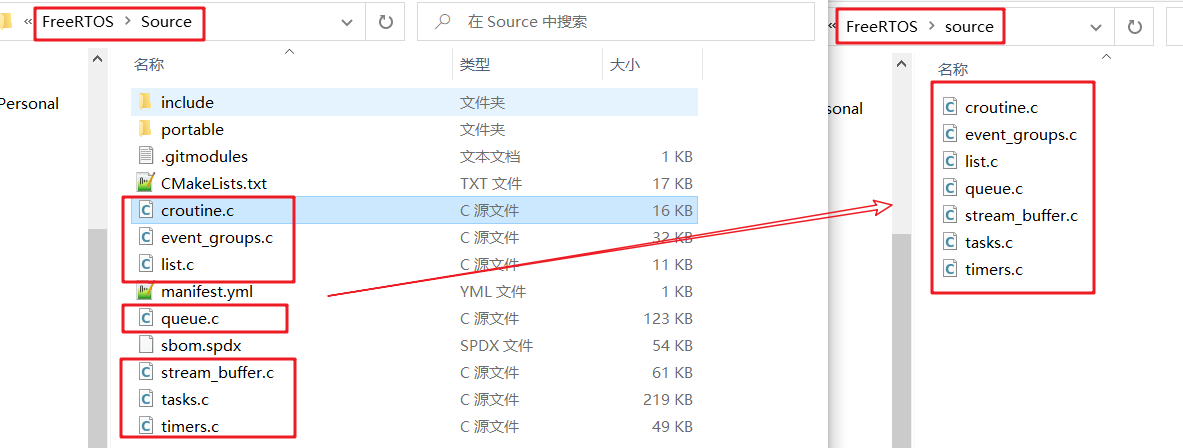 « FreeRTOS > Source
在 Source 中搜索
Personal
名称 类型 大小
include 文件夹
portable 文件夹
.gitmodules 文本文档 1 KB
CMakeLists.txt TXT 文件 17 KB
croutine.c C 源文件 16 KB
event_groups.c C 源文件 32 KB
list.c C 源文件 11 KB
manifest.yml YML 文件 1 KB
queue.c C 源文件 123 KB
sbom.spdx SPDX 文件 54 KB
stream_buffer.c C 源文件 61 KB
tasks.c C 源文件 219 KB
timers.c C 源文件 49 KB
« FreeRTOS > source
sonal
名称
croutine.c
event_groups.c
list.c
queue.c
stream_buffer.c
tasks.c
timers.c